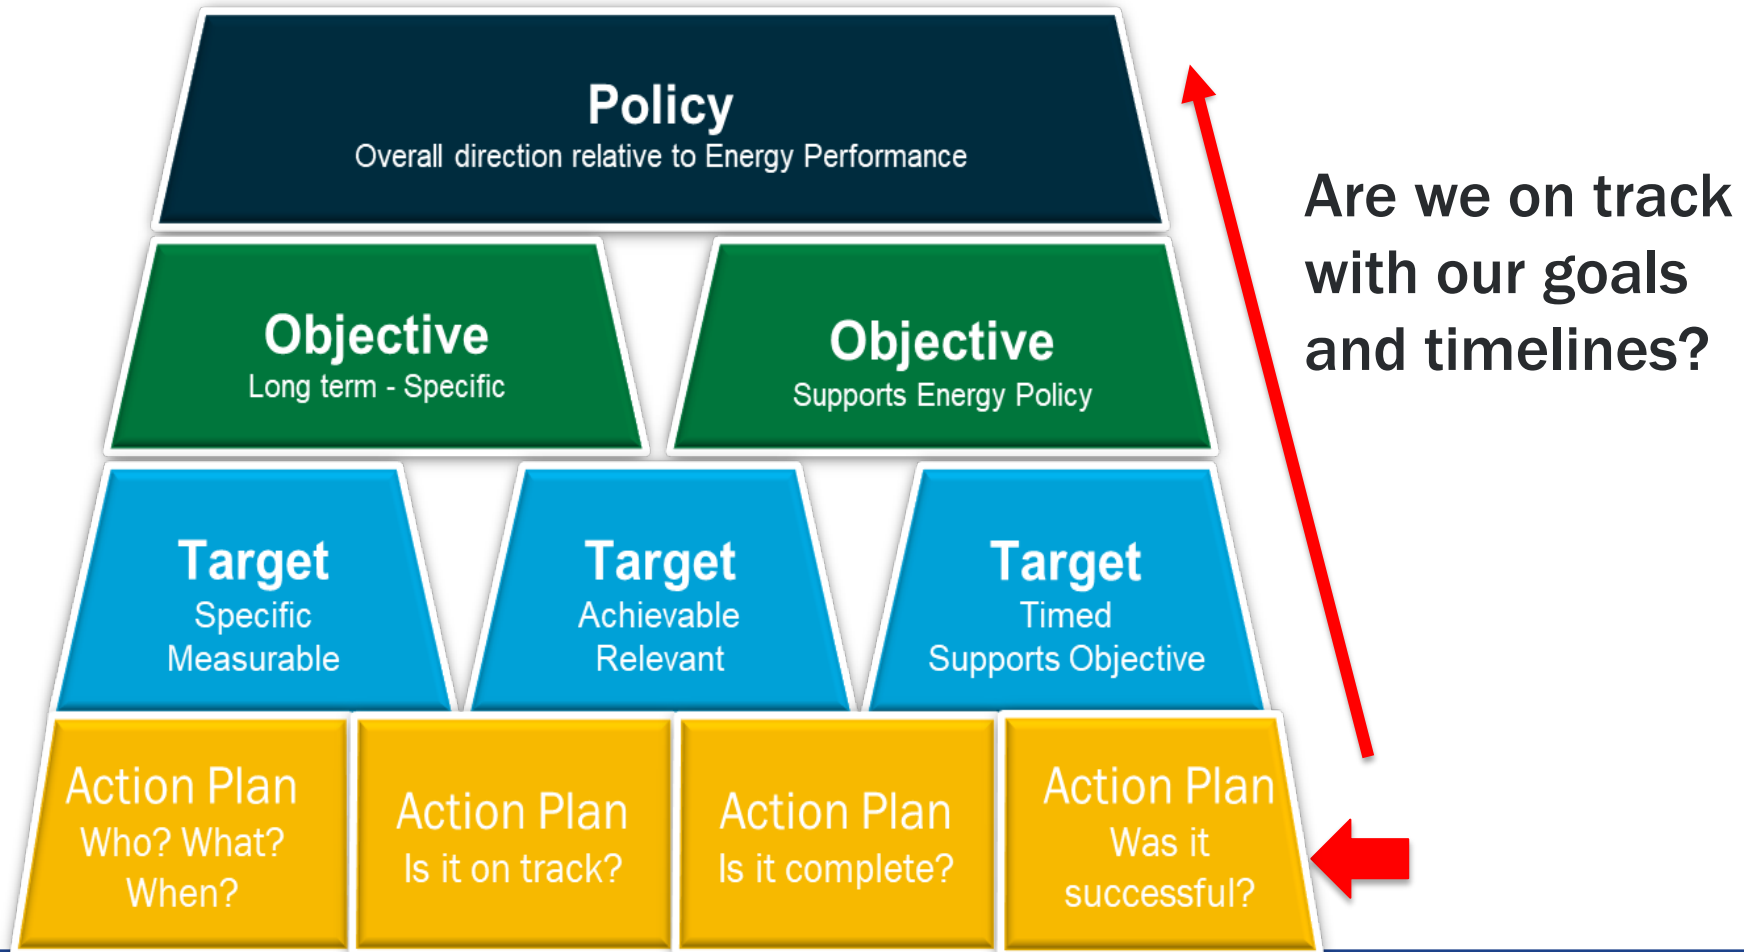 Policy
Overall direction relative to Energy Performance
Are we on track
with our goals
and timelines?
Objective
Long term - Specific
Objective
Supports Energy Policy
Target
Specific
Measurable
Target
Achievable
Relevant
Target
Timed
Supports Objective
Action Plan
Who? What?
When?
Action Plan
Is it on track?
Action Plan
Is it complete?
Action Plan
Was it
successful?